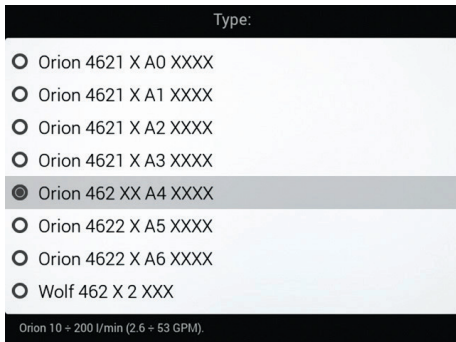 Type:
Orion 4621 X A0 XXXX
Orion 4621 X A1 XXXX
Orion 4621 X A2 XXXX
Orion 4621 X A3 XXXX
Orion 462 XX A4 XXXX
Orion 4622 X A5 XXXX
Orion 4622 X A6 XXXX
Wolf 462 X 2 XXX
Orion 10 ÷ 200 l/min (2.6 ÷ 53 GPM).